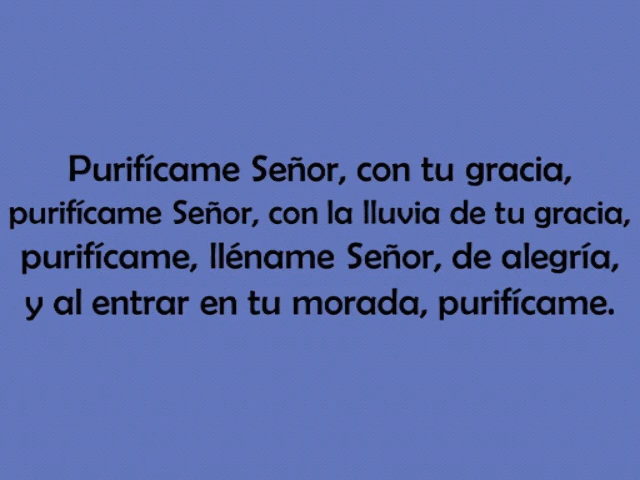 Purifícame Señor, con tu gracia,
purifícame Señor, con la lluvia de tu gracia,
purifícame, lléname Señor, de alegría,
y al entrar en tu morada, purifícame.